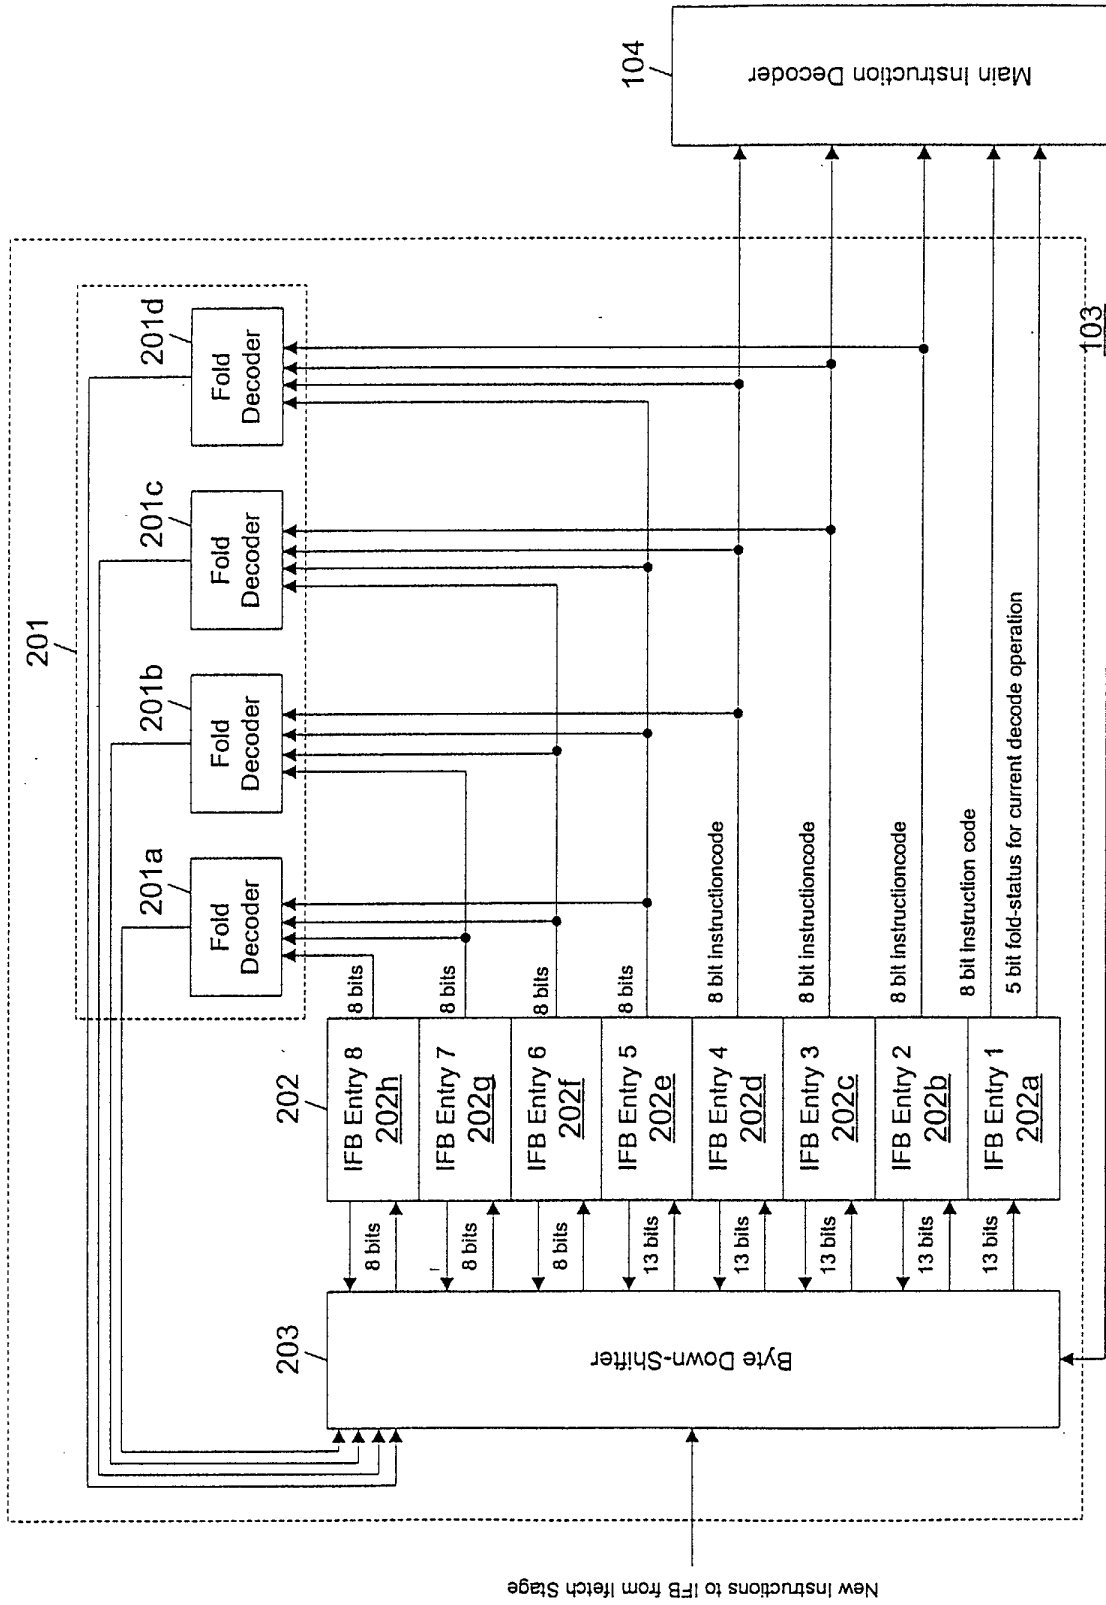 201
201a
201b
201c
201d
Fold
Decoder
Fold
Decoder
Fold
Decoder
Fold
Decoder
104
Main Instruction Decoder
202
IFB Entry 8
202h
IFB Entry 7
202g
IFB Entry 6
202f
IFB Entry 5
202e
IFB Entry 4
202d
IFB Entry 3
202c
IFB Entry 2
202b
IFB Entry 1
202a
8 bits
8 bits
8 bits
8 bits
8 bit instructioncode
8 bit instructioncode
8 bit instructioncode
8 bit instruction code
5 bit fold-status for current decode operation
8 bits
8 bits
8 bits
13 bits
13 bits
13 bits
13 bits
13 bits
203
Byte Down-Shifter
New Instructions to IFB from Ifetch Stage
103